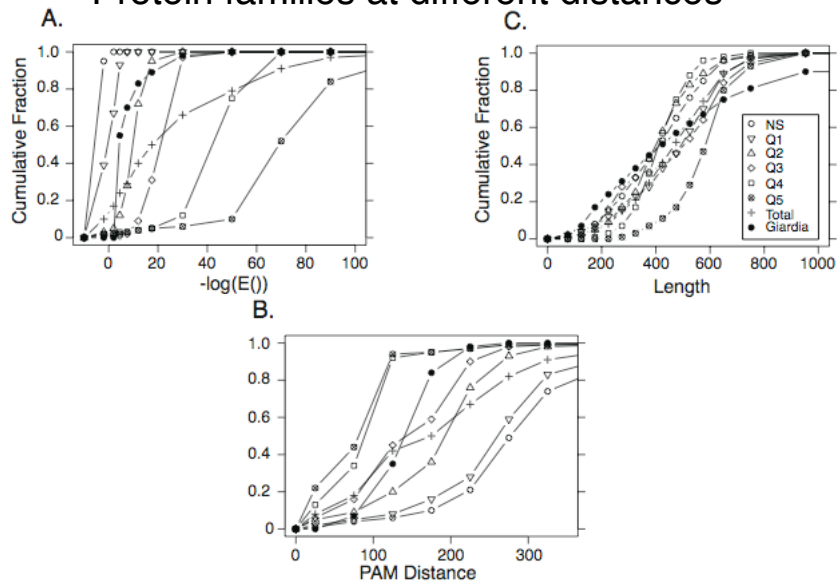 Protein families at different distances
A.
Cumulative Fraction
1.0
0.8
0.6
0.4
0.2
0
0 20 40 60 80 100
-log(E())
C.
Cumulative Fraction
1.0
0.8
0.6
0.4
0.2
0
0 200 400 600 800 1000
Length
NS
Q1
Q2
Q3
Q4
Q5
Total
Giardia
B.
Cumulative Fraction
1.0
0.8
0.6
0.4
0.2
0
0 100 200 300
PAM Distance